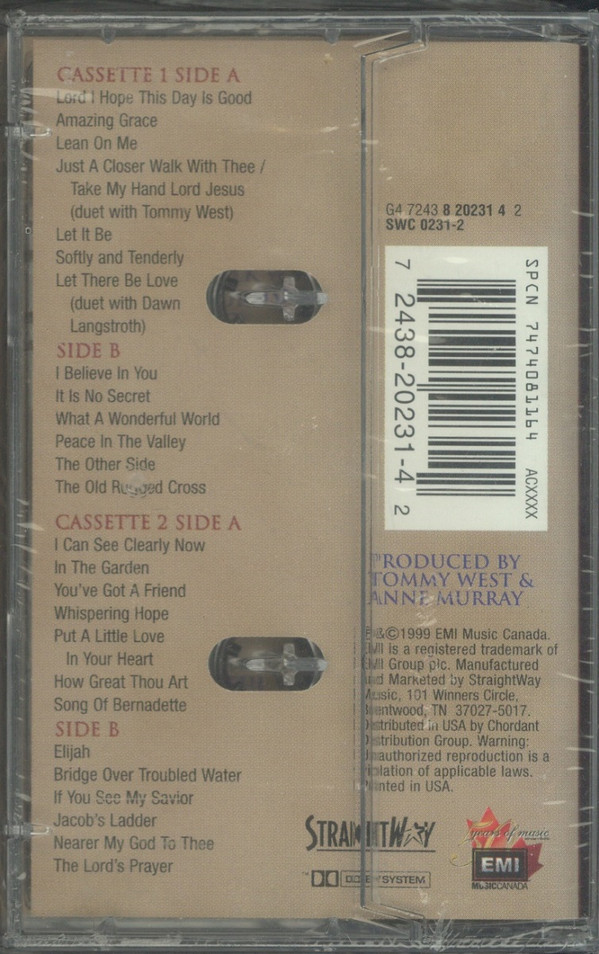 CASSETTE 1 SIDE A
Lord I Hope This Day Is Good
Amazing Grace
Lean On Me
Just A Closer Walk With Thee /
Take My Hand Lord Jesus
(duet with Tommy West)
Let It Be
Softly and Tenderly
Let There Be Love
(duet with Dawn
Langstroth)
SIDE B
I Believe In You
It Is No Secret
What A Wonderful World
Peace In The Valley
The Other Side
The Old Rugged Cross
CASSETTE 2 SIDE A
I Can See Clearly Now
In The Garden
You've Got A Friend
Whispering Hope
Put A Little Love
In Your Heart
How Great Thou Art
Song Of Bernadette
SIDE B
Elijah
Bridge Over Troubled Water
If You See My Savior
Jacob's Ladder
Nearer My God To Thee
The Lord's Prayer
G4 7243 8 20231 4 2
SWC 0231-2
SPCN 7474081164 ACXXXX
7 2438-20231-4 2
PRODUCED BY
TOMMY WEST &
ANNE MURRAY
℗&©1999 EMI Music Canada.
EMI is a registered trademark of
EMI Group plc. Manufactured
and Marketed by StraightWay
Music, 101 Winners Circle,
Brentwood, TN 37027-5017.
Distributed in USA by Chordant
Distribution Group. Warning:
Unauthorized reproduction is a
violation of applicable laws.
Printed in USA.
STRAIGHTWAY
DOLBY SYSTEM
years of music
EMI
MUSIC CANADA